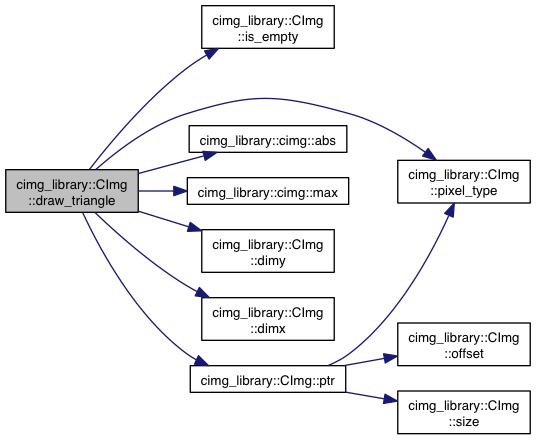 cimg_library::CImg
::is_empty
cimg_library::cimg::abs
cimg_library::CImg
::draw_triangle
cimg_library::cimg::max
cimg_library::CImg
::pixel_type
cimg_library::CImg
::dimy
cimg_library::CImg
::dimx
cimg_library::CImg::ptr
cimg_library::CImg
::offset
cimg_library::CImg
::size